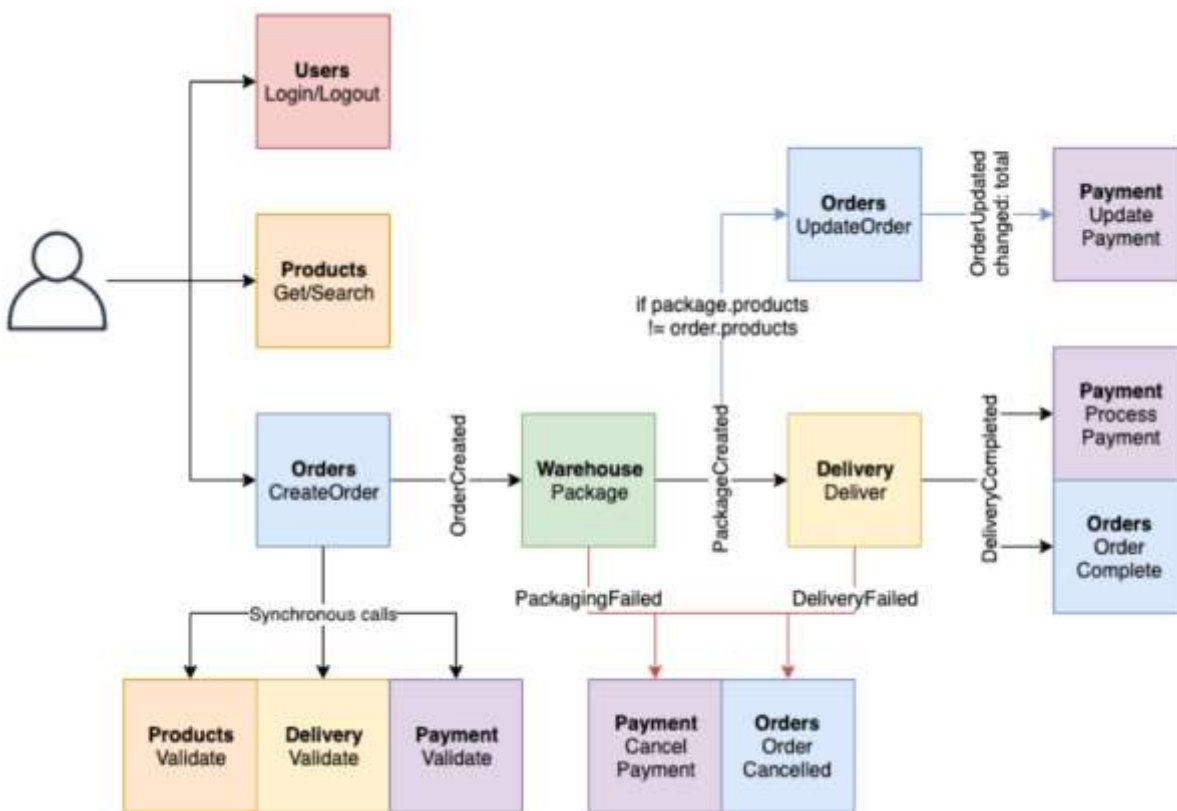 Users
Login/Logout
Products
Get/Search
Orders
CreateOrder
OrderCreated
Warehouse
Package
PackageCreated
if package.products
!= order.products
Orders
UpdateOrder
OrderUpdated
changed: total
Payment
Update
Payment
Delivery
Deliver
DeliveryCompleted
Payment
Process
Payment
Orders
Order
Complete
Synchronous calls
Products
Validate
Delivery
Validate
Payment
Validate
PackagingFailed
DeliveryFailed
Payment
Cancel
Payment
Orders
Order
Cancelled